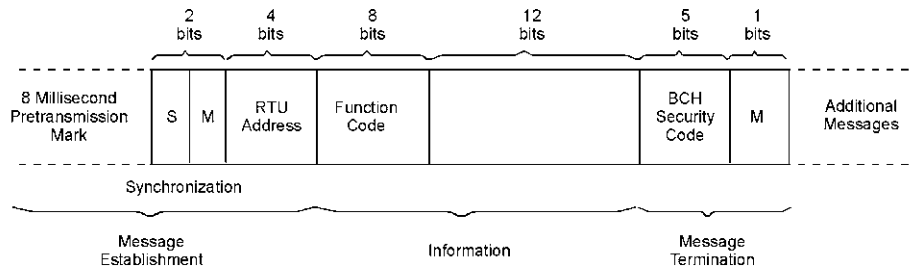 2 4 8 12 5 1
bits bits bits bits bits bits
8 Millisecond
Pretransmission
Mark
S M
RTU
Address
Function
Code
BCH
Security
Code
M
Additional
Messages
Synchronization
Message
Establishment
Information
Message
Termination